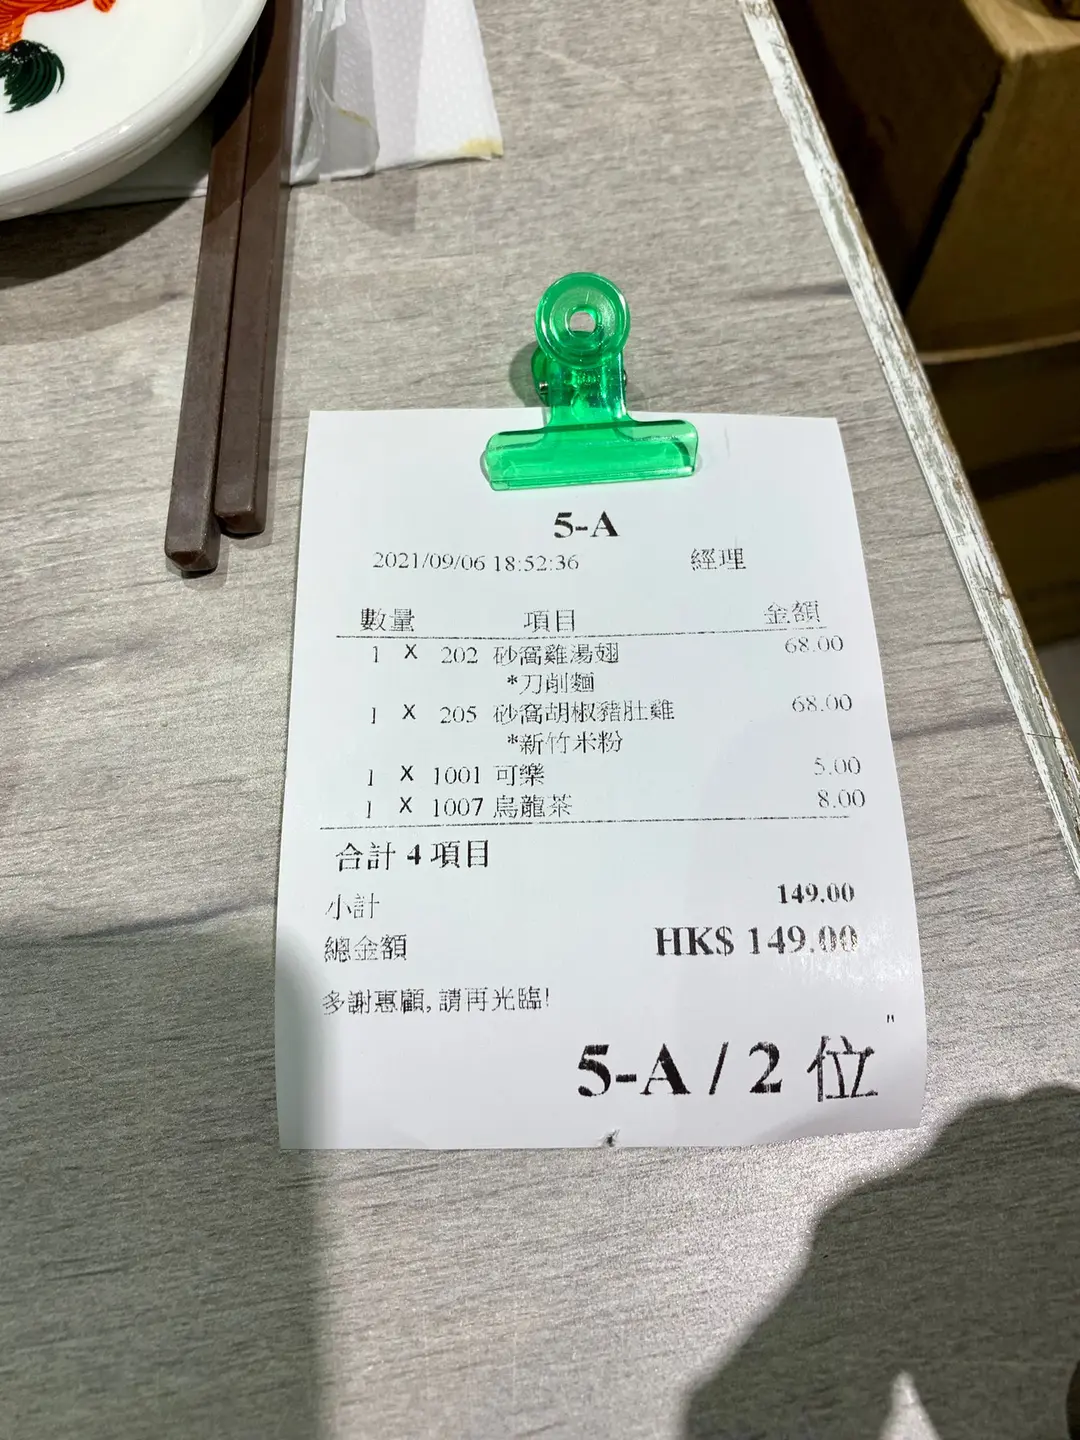 5-A
2021/09/06 18:52:36 經理
數量 項目 金額
1 X 202 砂窩雞湯翅 68.00
*刀削麵
1 X 205 砂窩胡椒豬肚雞 68.00
*新竹米粉
1 X 1001 可樂 5.00
1 X 1007 烏龍茶 8.00
合計 4 項目
小計 149.00
總金額 HK$ 149.00
多謝惠顧, 請再光臨!
"
5-A / 2 位